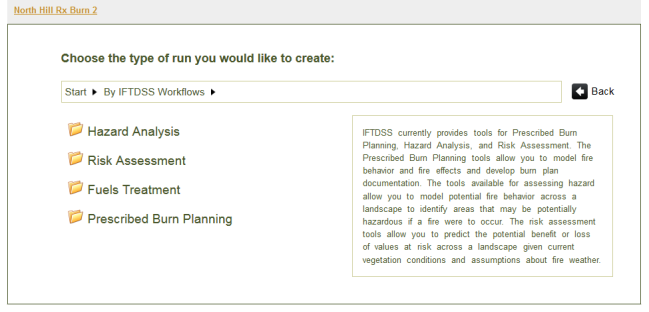 North Hill Rx Burn 2
Choose the type of run you would like to create:
Start By IFTDSS Workflows
Back
Hazard Analysis
Risk Assessment
Fuels Treatment
Prescribed Burn Planning
IFTDSS currently provides tools for Prescribed Burn
Planning, Hazard Analysis, and Risk Assessment. The
Prescribed Burn Planning tools allow you to model fire
behavior and fire effects and develop burn plan
documentation. The tools available for assessing hazard
allow you to model potential fire behavior across a
landscape to identify areas that may be potentially
hazardous if a fire were to occur. The risk assessment
tools allow you to predict the potential benefit or loss
of values at risk across a landscape given current
vegetation conditions and assumptions about fire weather.